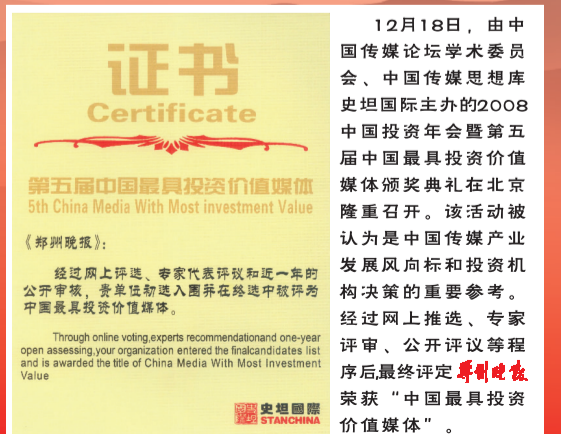 证书
Certificate
第五届中国最具投资价值媒体
5th China Media With Most investment Value
《郑州晚报》:
经过网上评选、专家代表评议和近一年的
公开审核，贵单位初选入围并在终选中被评为
中国最具投资价值媒体。
Through online voting,experts recommendationand one-year
open assessing,your organization entered the finalcandidates list
and is awarded the title of China Media With Most Investment
Value
史坦國際
STANCHINA
12月18日，由中
国传媒论坛学术委员
会、中国传媒思想库
史坦国际主办的2008
中国投资年会暨第五
届中国最具投资价值
媒体颁奖典礼在北京
隆重召开。该活动被
认为是中国传媒产业
发展风向标和投资机
构决策的重要参考。
经过网上推选、专家
评审、公开评议等程
序后,最终评定郑州晚报
荣获“中国最具投资
价值媒体”。